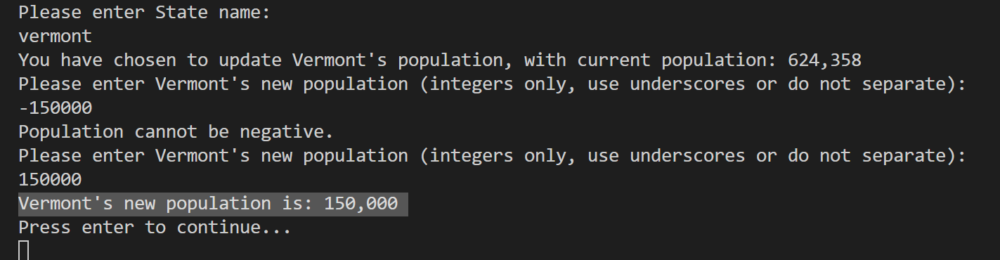 Please enter State name:
vermont
You have chosen to update Vermont's population, with current population: 624,358
Please enter Vermont's new population (integers only, use underscores or do not separate):
-150000
Population cannot be negative.
Please enter Vermont's new population (integers only, use underscores or do not separate):
150000
Vermont's new population is: 150,000
Press enter to continue...